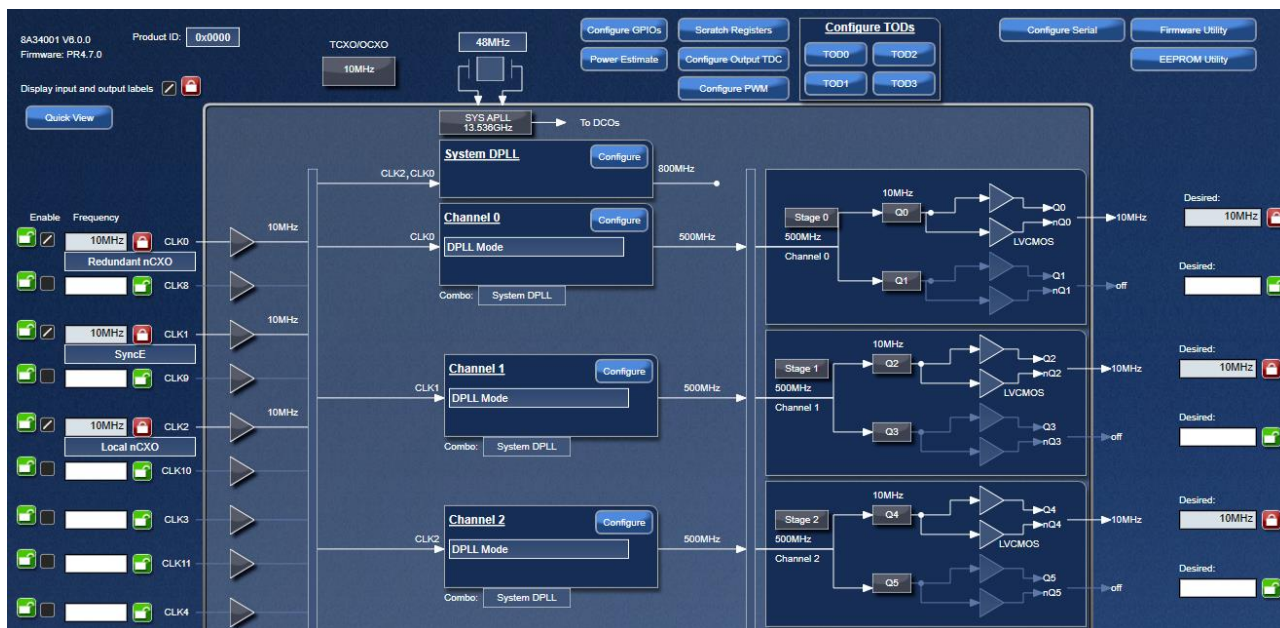 8A34001 V6.0.0
Product ID: 0x0000
Firmware: PR4.7.0
Display input and output labels
Quick View
TCXO/OCXO
10MHz
48MHz
Configure GPIOs
Scratch Registers
Power Estimate
Configure Output TDC
Configure PWM
Configure TODs
TOD0
TOD2
TOD1
TOD3
Configure Serial
Firmware Utility
EEPROM Utility
SYS APLL
13.536GHz
To DCOs
System DPLL
Configure
CLK2,CLK0
800MHz
Enable Frequency
10MHz CLK0
10MHz
Redundant nCXO
CLK8
10MHz CLK1
10MHz
SyncE
CLK9
10MHz CLK2
10MHz
Local nCXO
CLK10
CLK3
CLK11
CLK4
Channel 0
Configure
CLK0
DPLL Mode
500MHz
Combo: System DPLL
Channel 1
Configure
CLK1
DPLL Mode
500MHz
Combo: System DPLL
Channel 2
Configure
CLK2
DPLL Mode
500MHz
Combo: System DPLL
Stage 0
500MHz
Channel 0
10MHz
Q0
Q0
nQ0
LVCMOS
10MHz
Desired:
10MHz
Q1
Q1
nQ1
off
Desired:
Stage 1
500MHz
Channel 1
10MHz
Q2
Q2
nQ2
LVCMOS
10MHz
Desired:
10MHz
Q3
Q3
nQ3
off
Desired:
Stage 2
500MHz
Channel 2
10MHz
Q4
Q4
nQ4
LVCMOS
10MHz
Desired:
10MHz
Q5
Q5
nQ5
off
Desired: